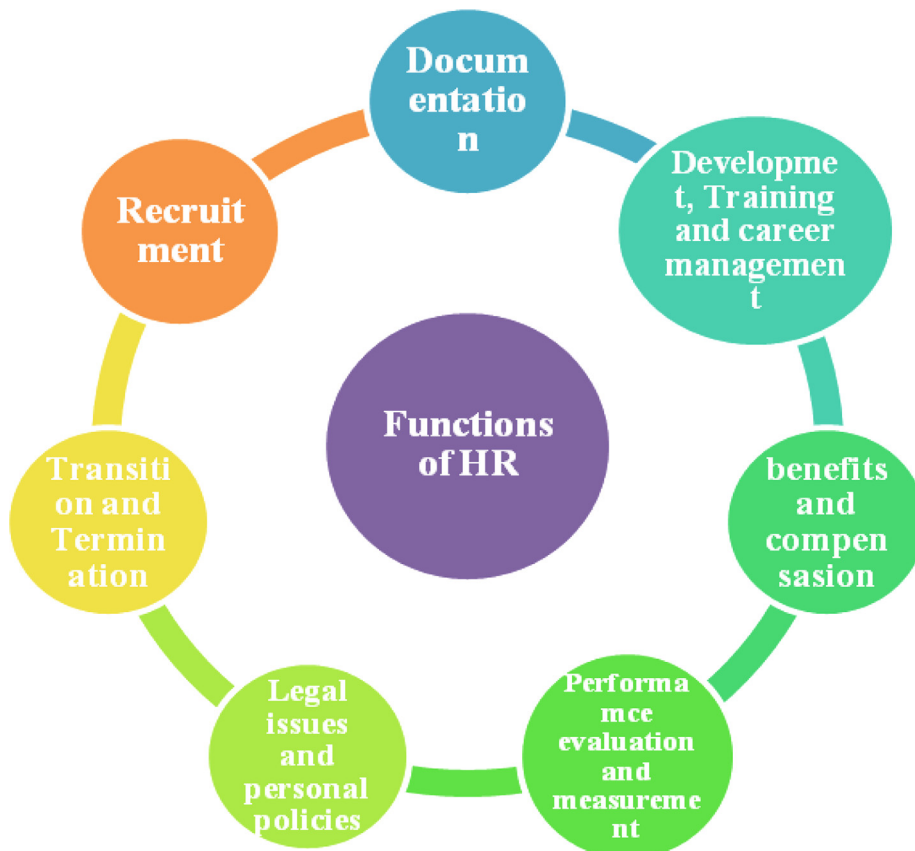 Docum
entatio
n
Developme
t, Training
and career
managemen
t
benefits
and
compen
sasion
Performa
mce
evaluation
and
measureme
nt
Legal
issues
and
personal
policies
Transiti
on and
Termin
ation
Recruit
ment
Functions
of HR